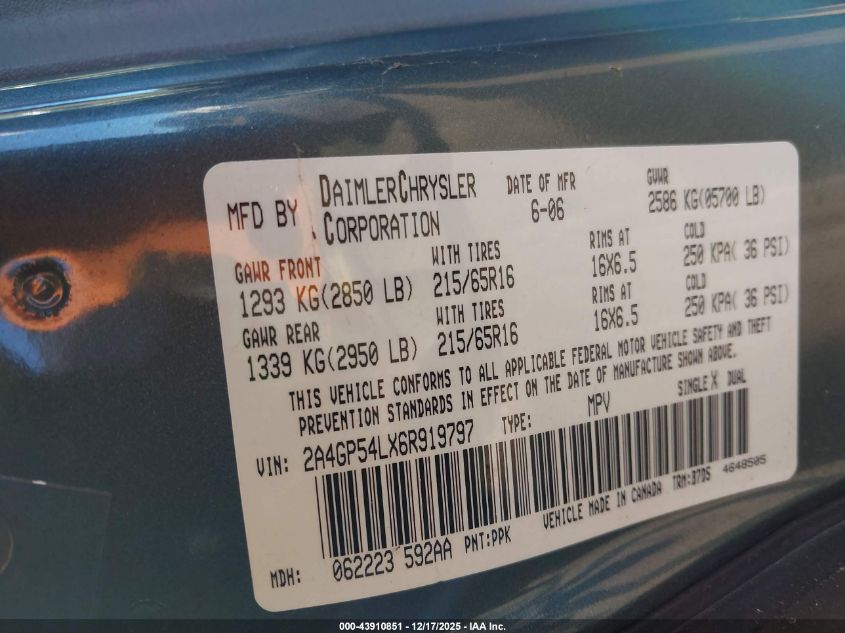 MFD BY DAIMLERCHRYSLER CORPORATION DATE OF MFR 6-06 GVWR 2586 KG(05700 LB)
GAWR FRONT WITH TIRES RIMS AT COLD
1293 KG(2850 LB) 215/65R16 16X6.5 250 KPA( 36 PSI)
GAWR REAR WITH TIRES RIMS AT COLD
1339 KG(2950 LB) 215/65R16 16X6.5 250 KPA( 36 PSI)
THIS VEHICLE CONFORMS TO ALL APPLICABLE FEDERAL MOTOR VEHICLE SAFETY AND THEFT
PREVENTION STANDARDS IN EFFECT ON THE DATE OF MANUFACTURE SHOWN ABOVE.
VIN: 2A4GP54LX6R919797 TYPE: MPV SINGLE X DUAL
VEHICLE MADE IN CANADA TRM:B7D5 4648505
MDH: 062223 592AA PNT:PPK
000-43910851 - 12/17/2025 - IAA Inc.